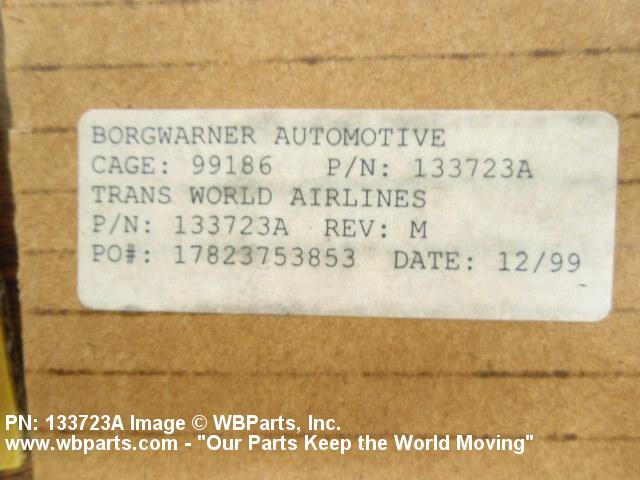 BORGWARNER AUTOMOTIVE
CAGE: 99186 P/N: 133723A
TRANS WORLD AIRLINES
P/N: 133723A REV: M
PO#: 17823753853 DATE: 12/99
PN: 133723A Image © WBParts, Inc.
www.wbparts.com - "Our Parts Keep the World Moving"